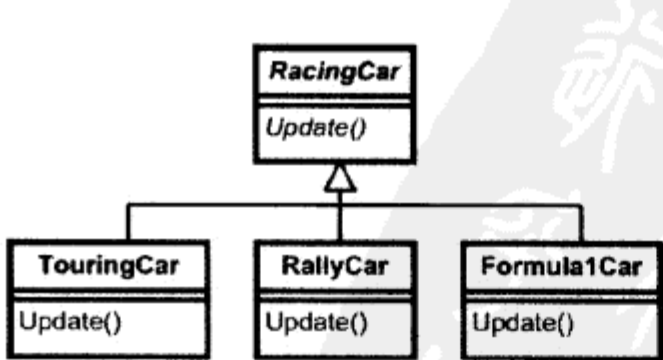 RacingCar
Update()
TouringCar
RallyCar
Formula1Car
Update()
Update()
Update()